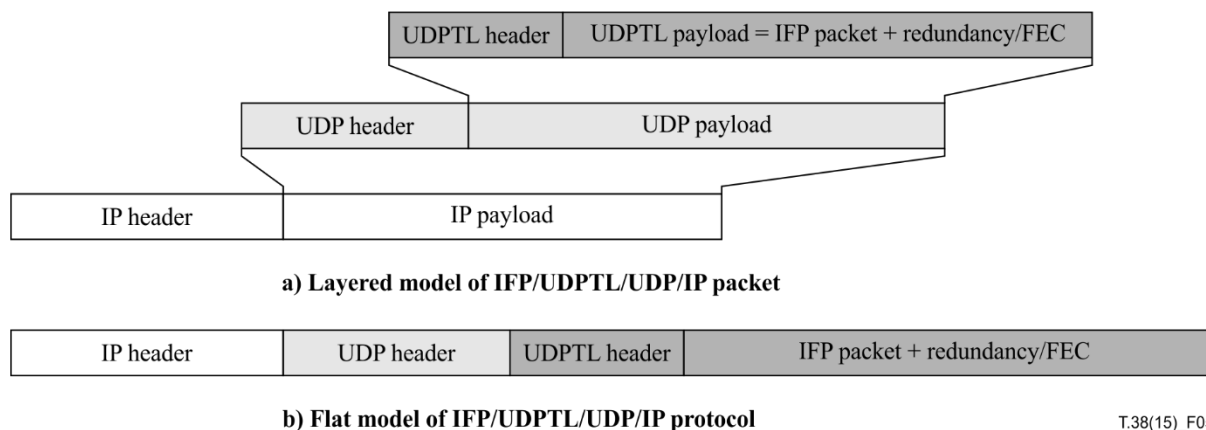 UDPTL header UDPTL payload = IFP packet + redundancy/FEC
UDP header UDP payload
IP header IP payload
a) Layered model of IFP/UDPTL/UDP/IP packet
IP header UDP header UDPTL header IFP packet + redundancy/FEC
b) Flat model of IFP/UDPTL/UDP/IP protocol
T.38(15)_F0